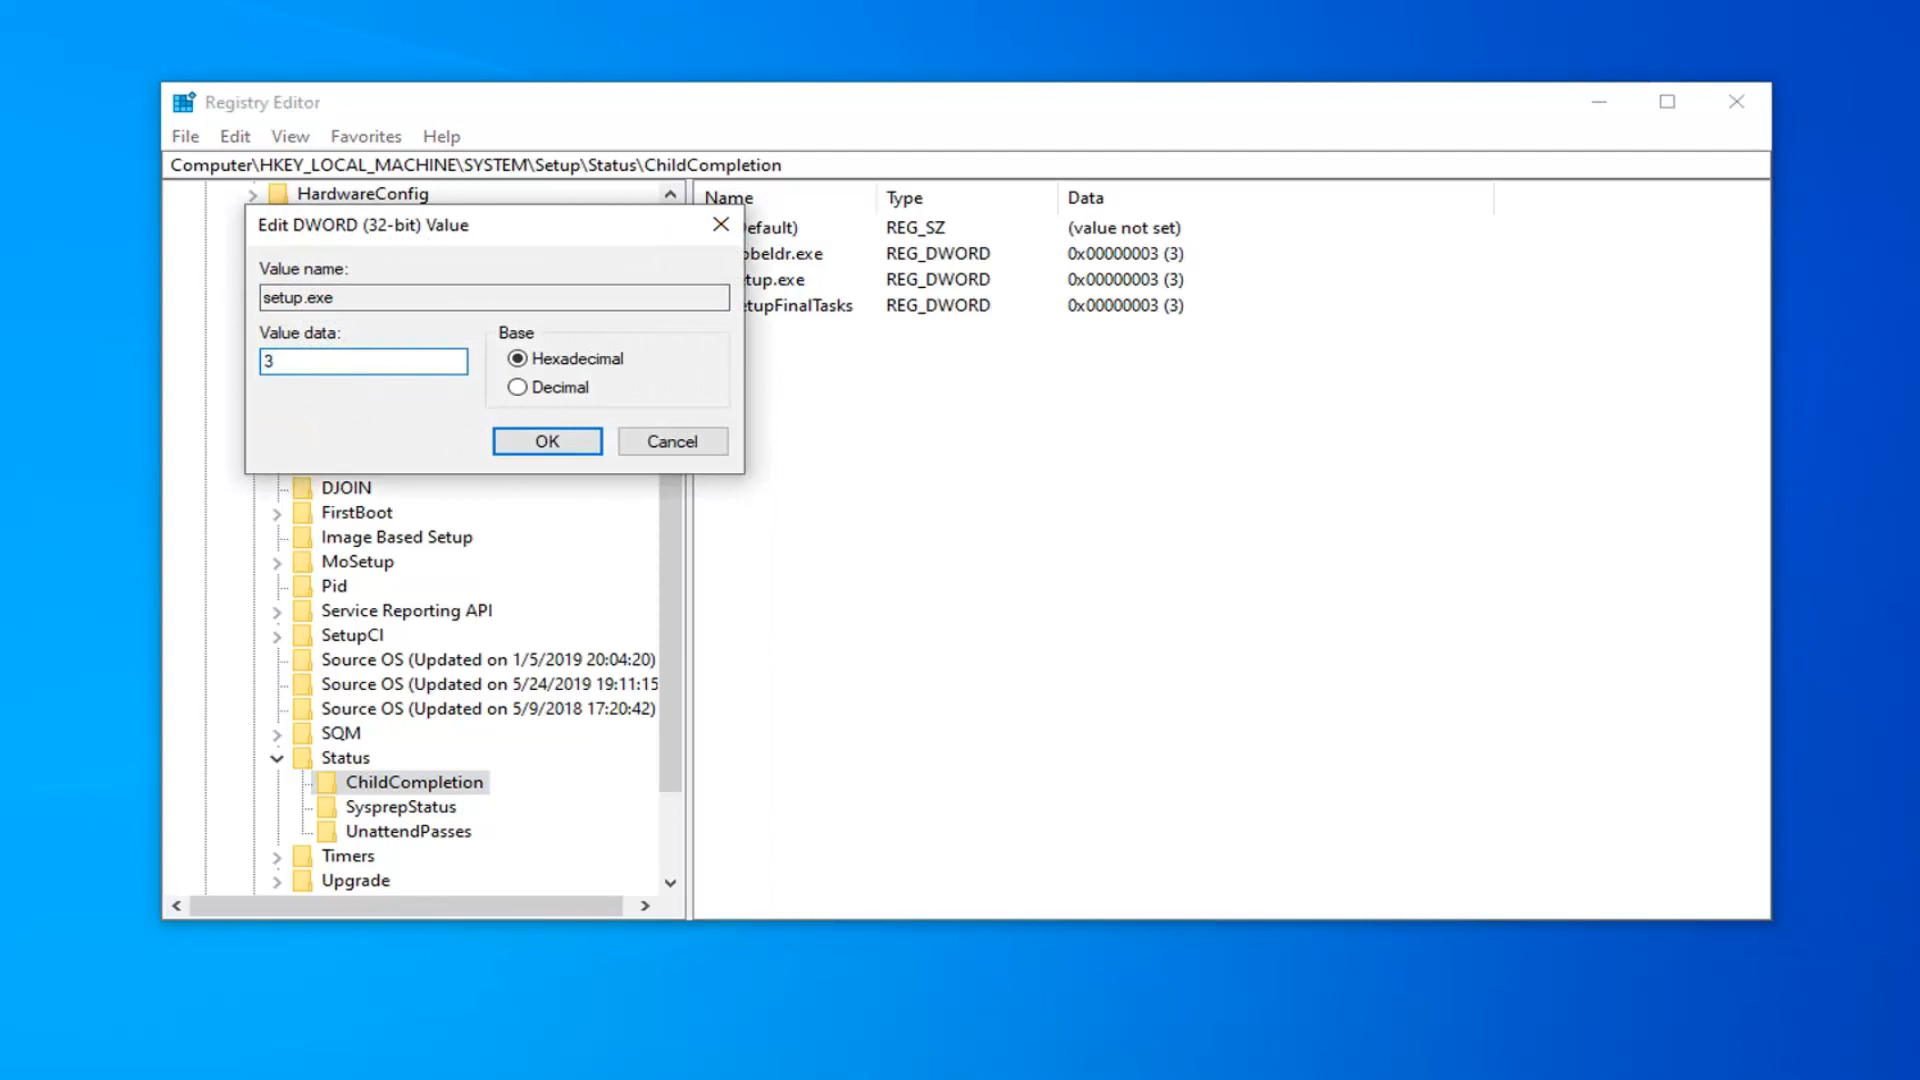 Registry Editor
File Edit View Favorites Help
Computer\HKEY_LOCAL_MACHINE\SYSTEM\Setup\Status\ChildCompletion
HardwareConfig
Edit DWORD (32-bit) Value
Value name:
setup.exe
Value data:
3
Base
Hexadecimal
Decimal
OK
Cancel
DJOIN
FirstBoot
Image Based Setup
MoSetup
Pid
Service Reporting API
SetupCl
Source OS (Updated on 1/5/2019 20:04:20)
Source OS (Updated on 5/24/2019 19:11:15
Source OS (Updated on 5/9/2018 17:20:42)
SQM
Status
ChildCompletion
SysprepStatus
UnattendPasses
Timers
Upgrade
Name Type Data
efault) REG_SZ (value not set)
obeldr.exe REG_DWORD 0x00000003 (3)
tup.exe REG_DWORD 0x00000003 (3)
etupFinalTasks REG_DWORD 0x00000003 (3)